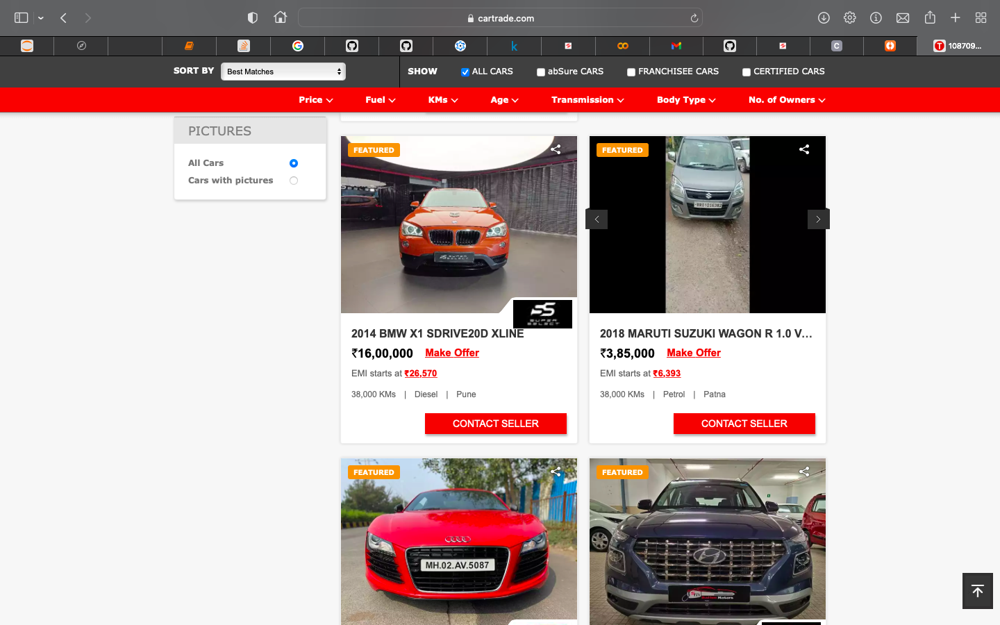 cartrade.com
108709...
SORT BY
Best Matches
SHOW
ALL CARS
abSure CARS
FRANCHISEE CARS
CERTIFIED CARS
Price
Fuel
KMs
Age
Transmission
Body Type
No. of Owners
PICTURES
All Cars
Cars with pictures
FEATURED
SUPER
SELECT
2014 BMW X1 SDRIVE20D XLINE
₹16,00,000 Make Offer
EMI starts at ₹26,570
38,000 KMs | Diesel | Pune
CONTACT SELLER
FEATURED
2018 MARUTI SUZUKI WAGON R 1.0 V...
₹3,85,000 Make Offer
EMI starts at ₹6,393
38,000 KMs | Petrol | Patna
CONTACT SELLER
FEATURED
MH.02.AV.5087
FEATURED
Motors